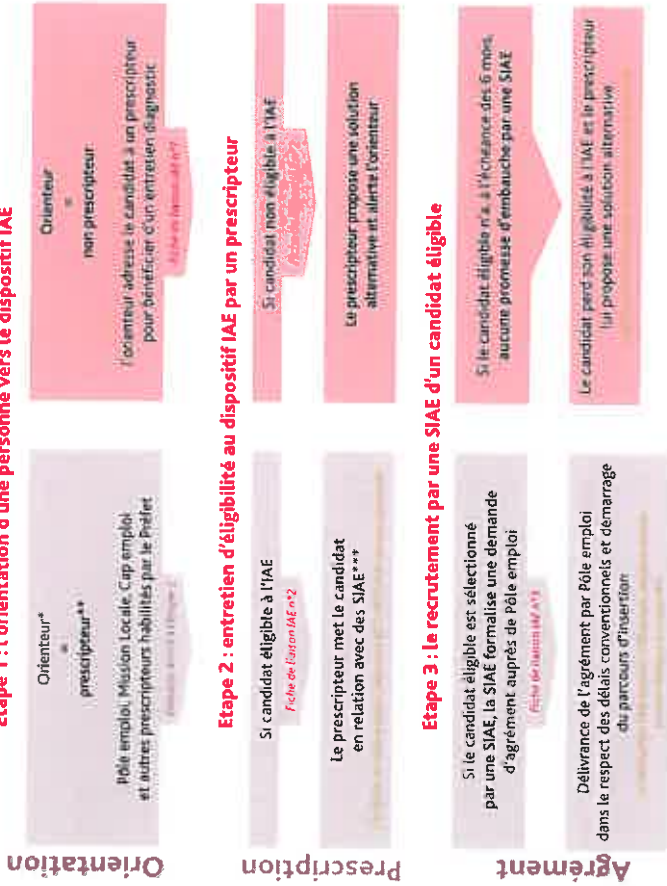 Etape 1 : l'orientation d'une personne vers le dispositif IAE
Orientation
Orienteur*
=
prescripteur**
Pôle emploi, Mission Locale, Cap emploi
et autres prescripteurs habilités par le Préfet
Orienteur
=
non prescripteur
l'orienteur adresse le candidat à un prescripteur
pour bénéficier d'un entretien diagnostic
Etape 2 : entretien d'éligibilité au dispositif IAE par un prescripteur
Prescription
Si candidat éligible à l'IAE
Fiche de liaison IAE n°2
Le prescripteur met le candidat
en relation avec des SIAE***
Si candidat non éligible à l'IAE
Le prescripteur propose une solution
alternative et alerte l'orienteur
Etape 3 : le recrutement par une SIAE d'un candidat éligible
Agrément
Si le candidat éligible est sélectionné
par une SIAE, la SIAE formalise une demande
d'agrément auprès de Pôle emploi
Fiche de liaison IAE n°3
Délivrance de l'agrément par Pôle emploi
dans le respect des délais conventionnels et démarrage
du parcours d'insertion
Si le candidat éligible n'a, à l'échéance des 6 mois,
aucune promesse d'embauche par une SIAE
Le candidat perd son éligibilité à l'IAE et le prescripteur
lui propose une solution alternative